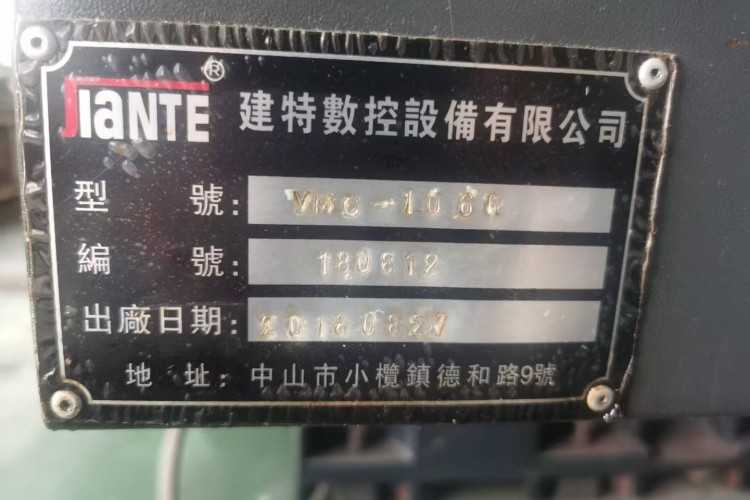 JIANTE® 建特數控設備有限公司
型號: VMC-1060
編號: 180812
出廠日期: 20180827
地址: 中山市小欖鎮德和路9號